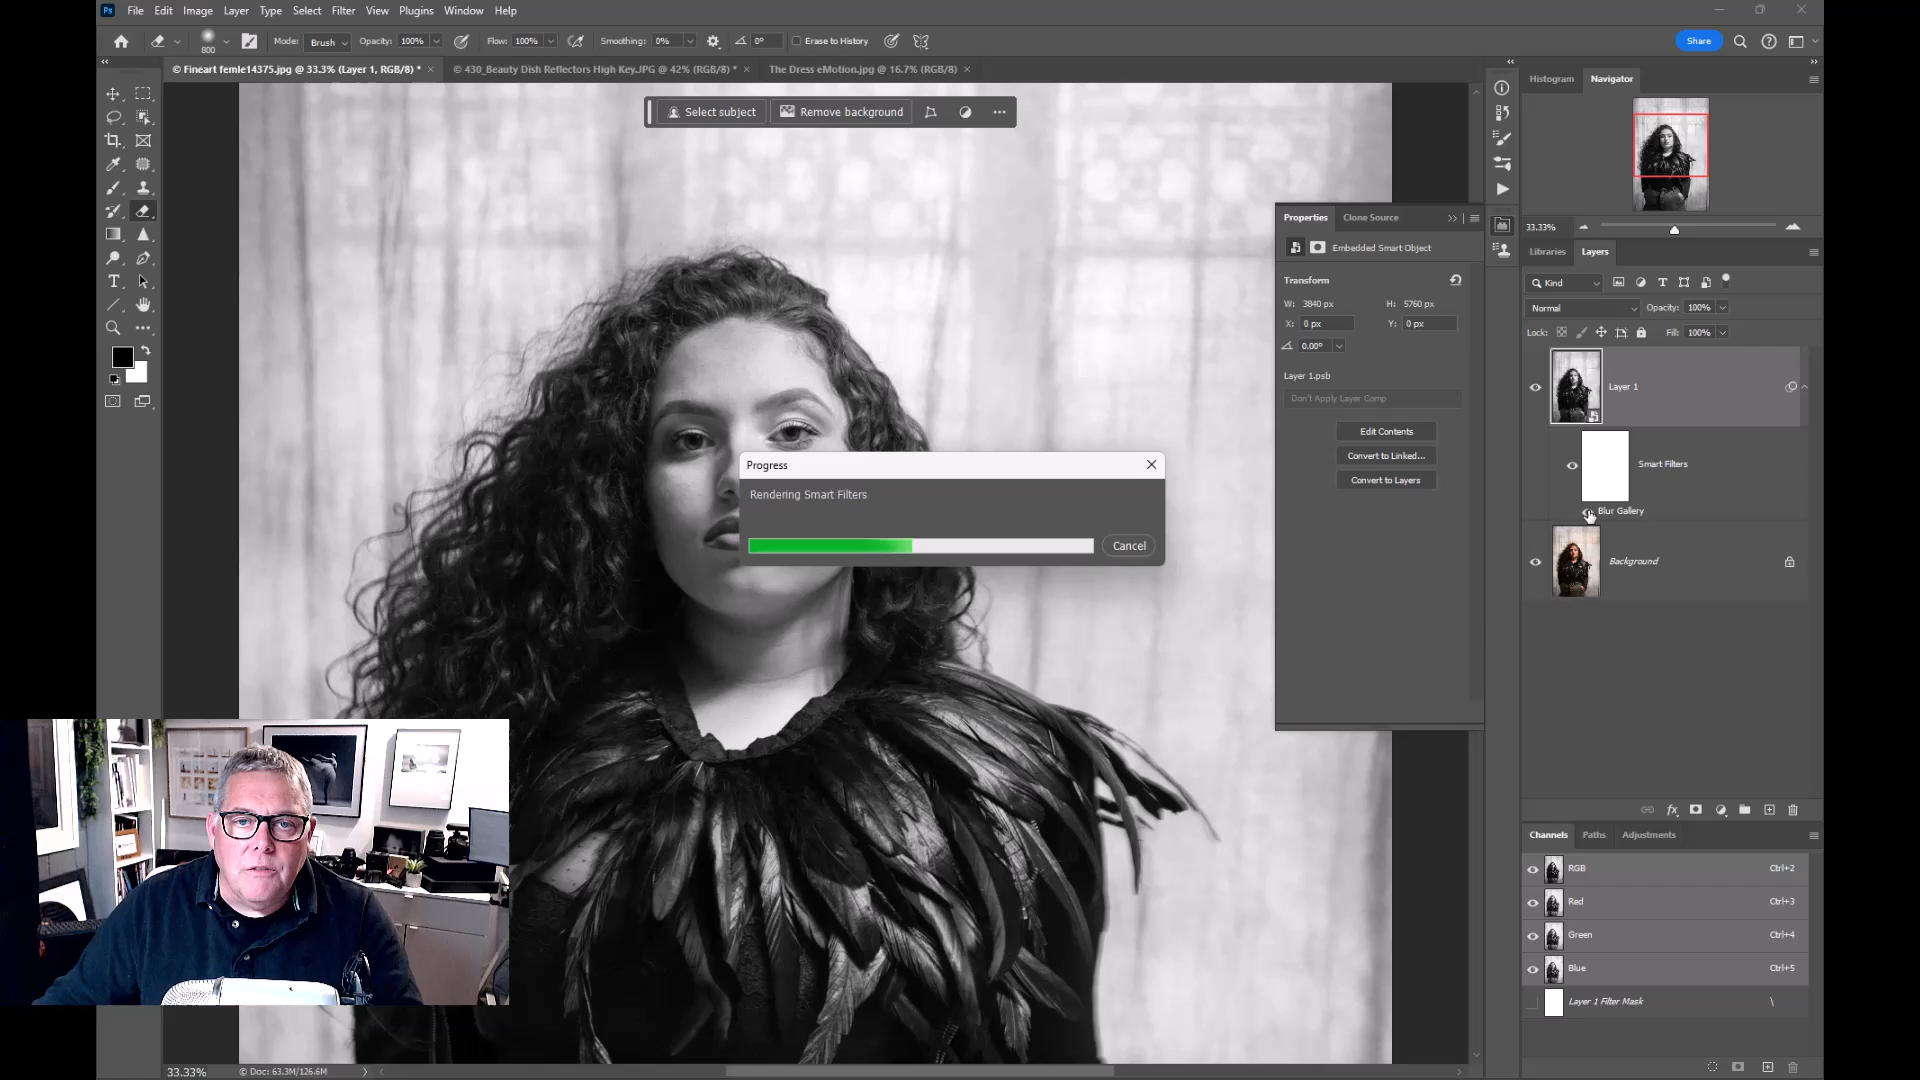 Ps File Edit Image Layer Type Select Filter View Plugins Window Help
800 Mode: Brush Opacity: 100% Flow: 100% Smoothing: 0% 0° Erase to History Share
© Fineart femle14375.jpg @ 33.3% (Layer 1, RGB/8) * × © 430_Beauty Dish Reflectors High Key.JPG @ 42% (RGB/8) * × The Dress eMotion.jpg @ 16.7% (RGB/8) ×
Select subject Remove background
Histogram Navigator
33.33%
Properties Clone Source
Embedded Smart Object
Transform
W: 3840 px H: 5760 px
X: 0 px Y: 0 px
0.00°
Layer 1.psb
Don't Apply Layer Comp
Edit Contents
Convert to Linked...
Convert to Layers
Libraries Layers
Kind
Normal Opacity: 100%
Lock: Fill: 100%
Layer 1
Smart Filters
Blur Gallery
Background
Progress
Rendering Smart Filters
Cancel
fx
Channels Paths Adjustments
RGB Ctrl+2
Red Ctrl+3
Green Ctrl+4
Blue Ctrl+5
Layer 1 Filter Mask \
33.33% © Doc: 63.3M/126.6M